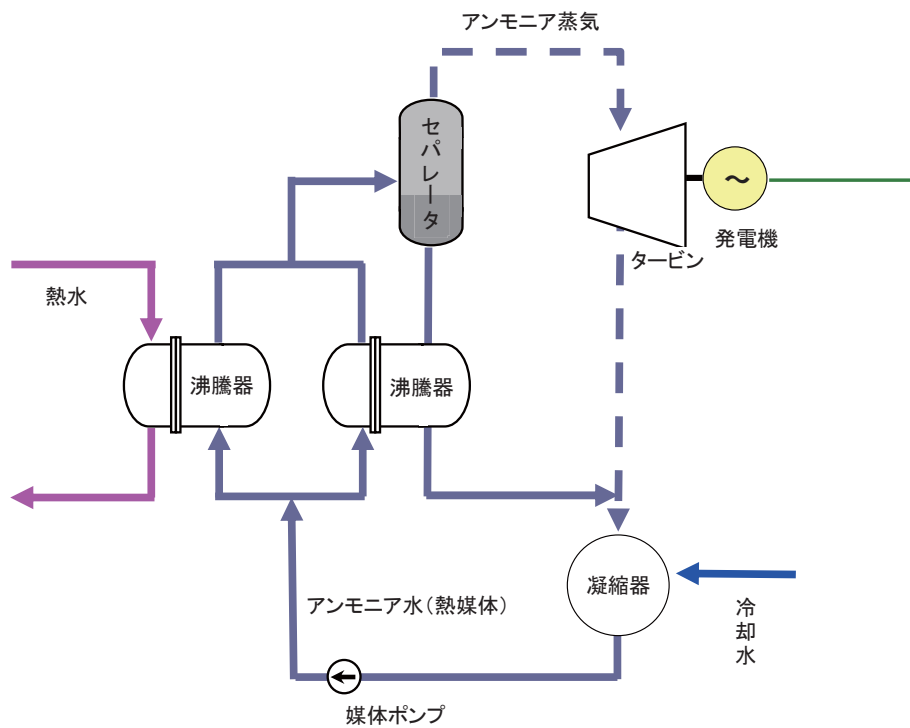 アンモニア蒸気
セパレータ
～
発電機
タービン
熱水
沸騰器
沸騰器
凝縮器
アンモニア水（熱媒体）
冷却水
媒体ポンプ